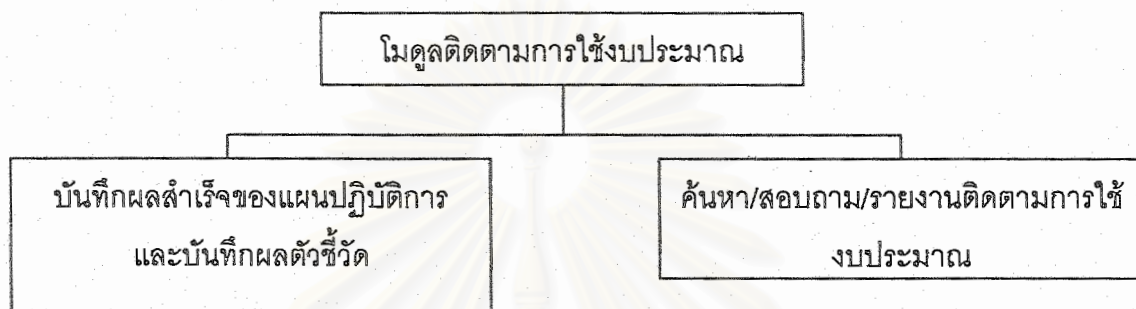 โมดูลติดตามการใช้งบประมาณ
บันทึกผลสำเร็จของแผนปฏิบัติการ
และบันทึกผลตัวชี้วัด
ค้นหา/สอบถาม/รายงานติดตามการใช้
งบประมาณ